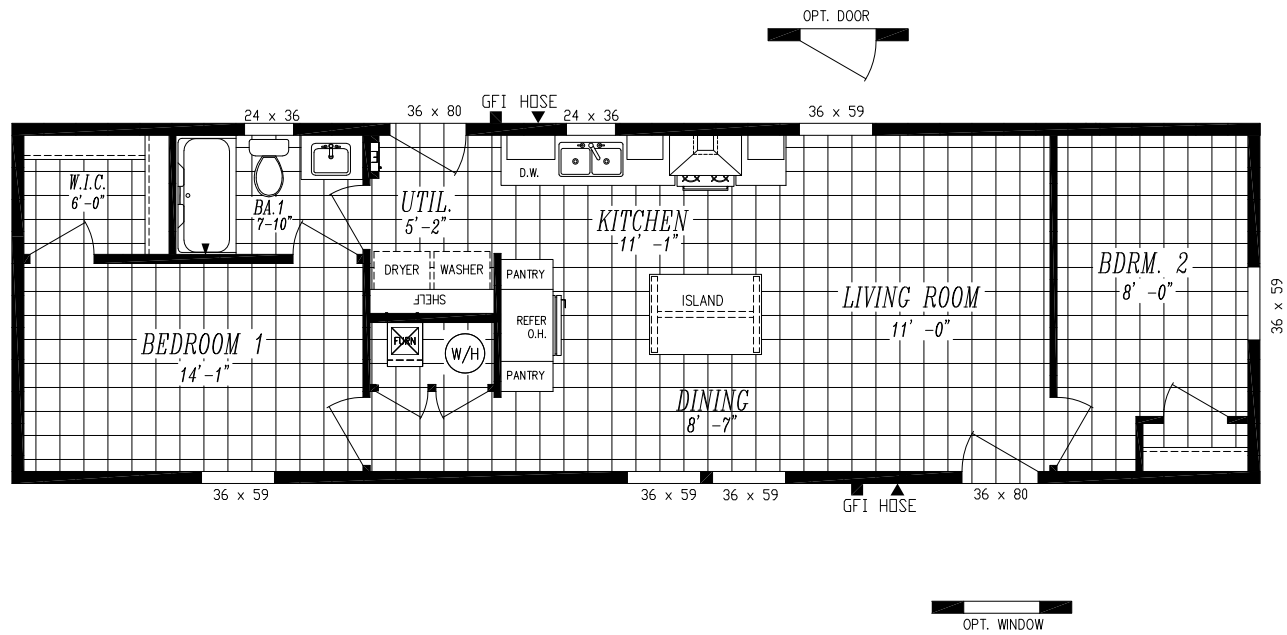 OPT. DOOR
GFI HOSE
24 x 36
36 x 80
24 x 36
36 x 59
D.W.
W.I.C.
6'-0"
BA.1
7-10"
UTIL.
5'-2"
KITCHEN
11' -1"
DRYER
WASHER
SHELF
PANTRY
REFER
O.H.
PANTRY
ISLAND
LIVING ROOM
11' -0"
BDRM. 2
8' -0"
36 x 59
BEDROOM 1
14'-1"
FURN
W/H
DINING
8' -7"
36 x 59
36 x 59
36 x 59
36 x 80
GFI HOSE
OPT. WINDOW